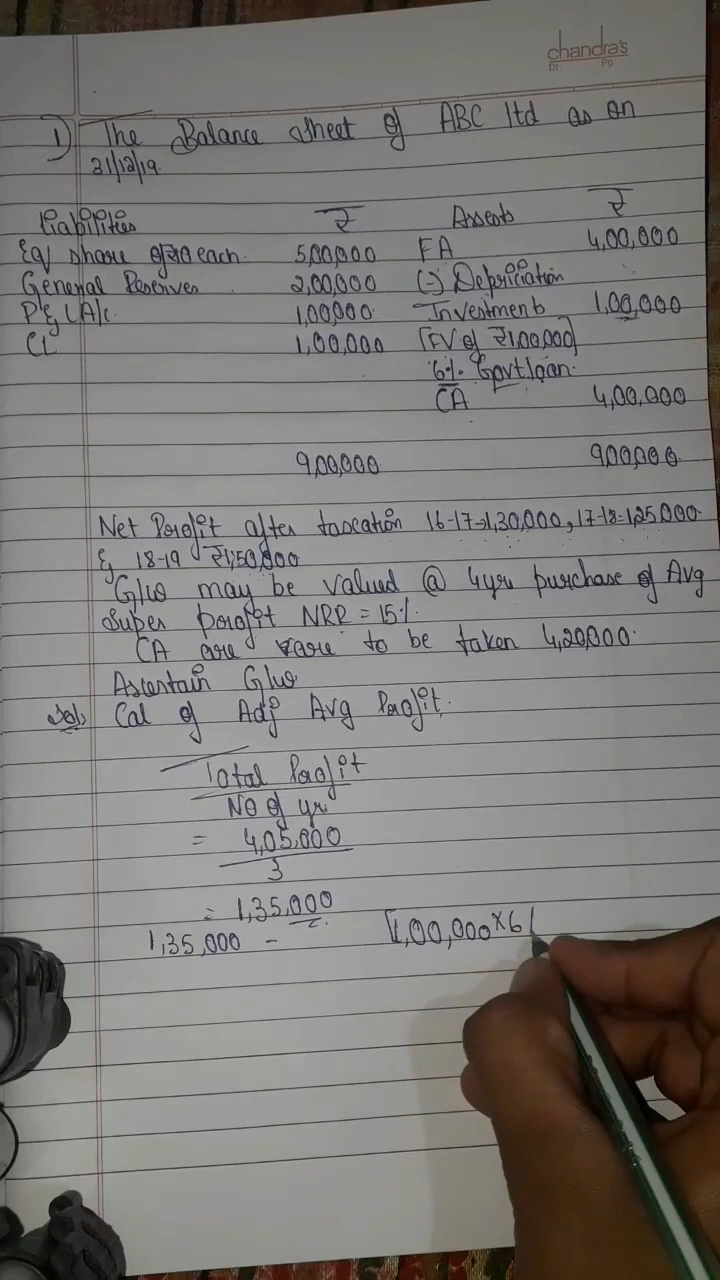 chandra's
Dt: Pg:
1) The Balance sheet of ABC ltd as on
31/12/19
Liabilities ₹ Assets ₹
Eq share of each 5,00,000 FA 4,00,000
General Reserves 2,00,000 (-) Depriciation
P & L A/c 1,00,000 Investment 1,00,000
CL 1,00,000 [FV of ₹1,00,000]
6% Govt loan
CA 4,00,000
9,00,000 9,00,000
Net Profit after taxation 16-17 → 1,30,000, 17-18 = 1,25,000
& 18-19 ₹1,50,000
G/w may be valued @ 4yr purchase of Avg
Super profit NRR = 15%.
CA are to be taken 4,20,000.
Ascertain G/w
Sol: Cal of Adj Avg Profit.
Total Profit
No of yr
= 4,05,000
3
= 1,35,000
1,35,000 - [1,00,000×6/